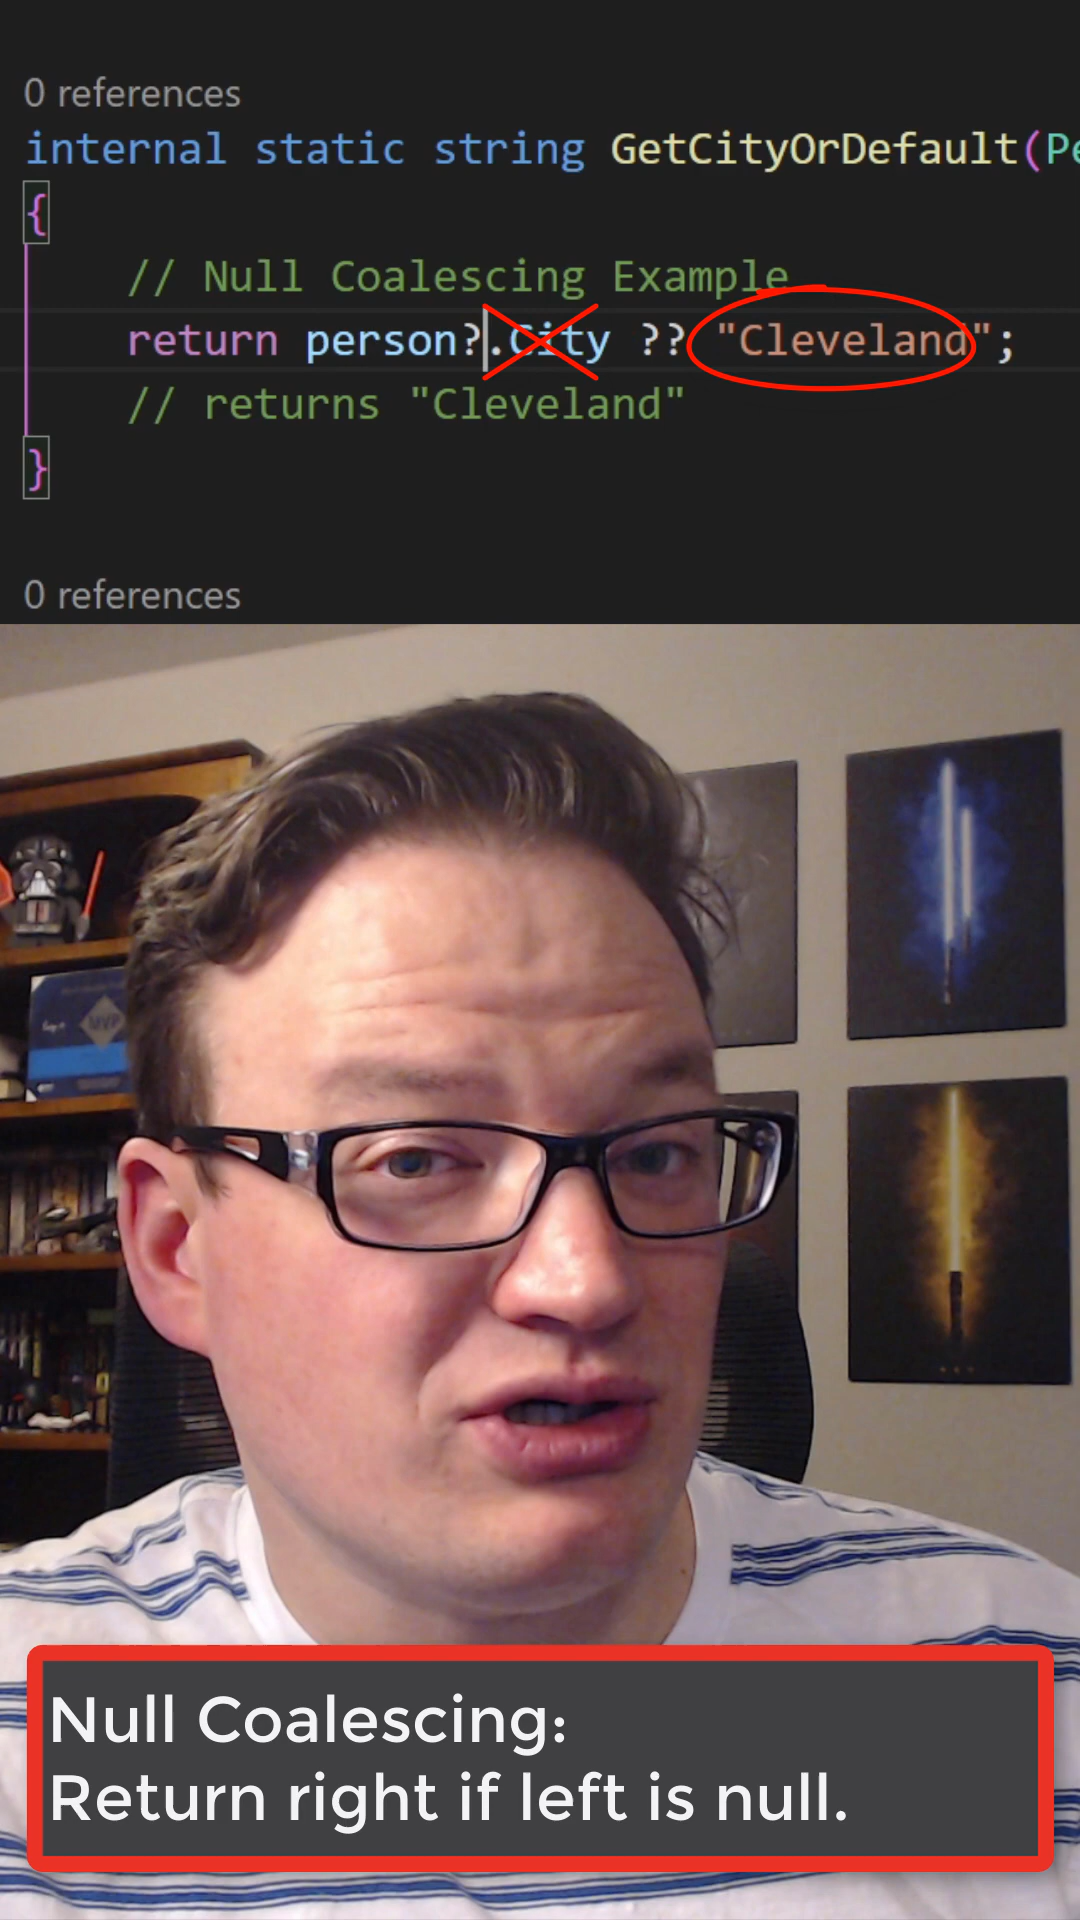 0 references
internal static string GetCityOrDefault(Pe
{
// Null Coalescing Example
return person?.City ?? "Cleveland";
// returns "Cleveland"
}
0 references
MVP
Null Coalescing:
Return right if left is null.